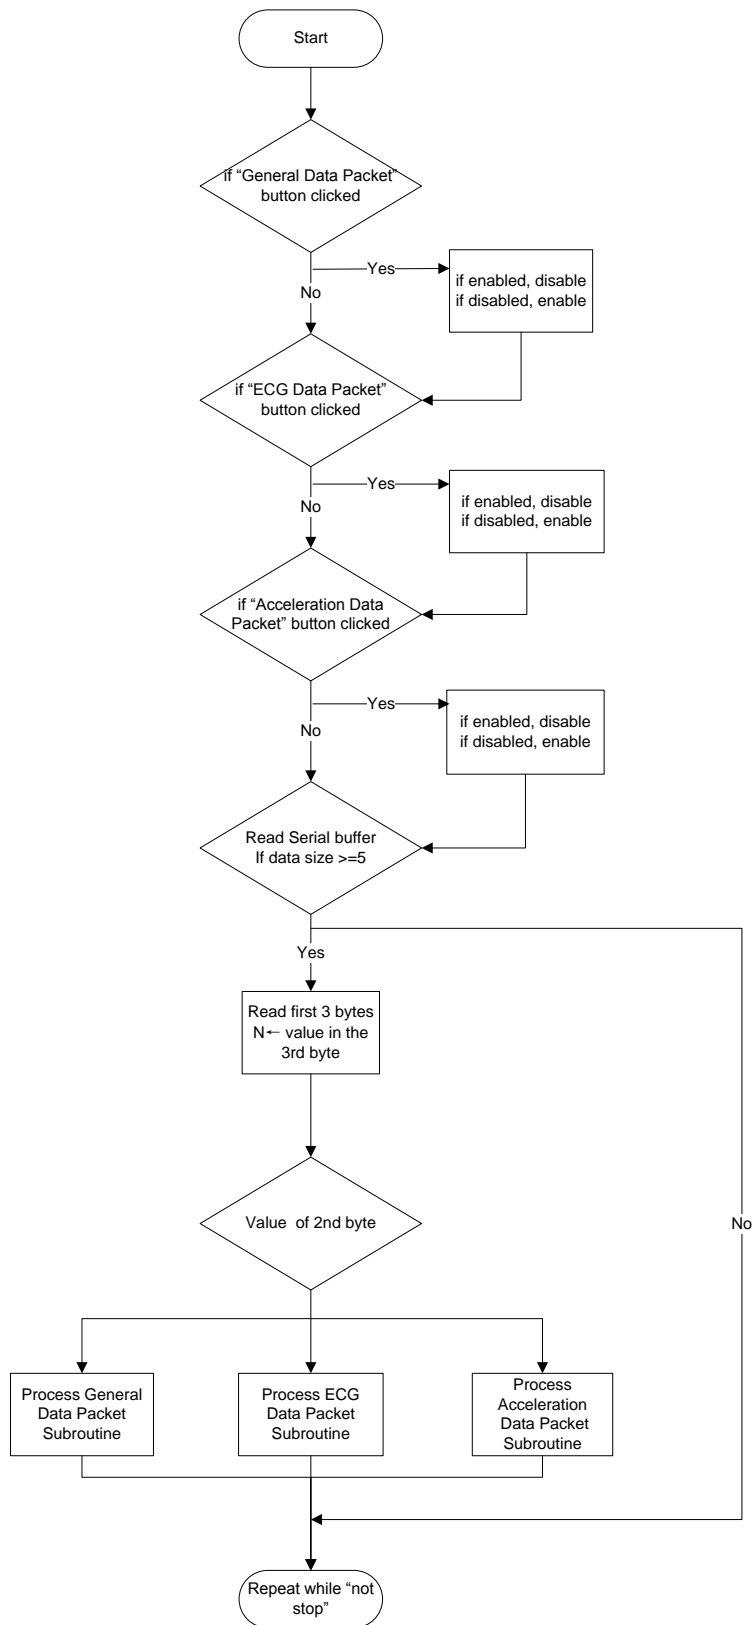 Start
if “General Data Packet”
button clicked
Yes
if enabled, disable
if disabled, enable
No
if “ECG Data Packet”
button clicked
Yes
if enabled, disable
if disabled, enable
No
if “Acceleration Data
Packet” button clicked
Yes
if enabled, disable
if disabled, enable
No
Read Serial buffer
If data size >=5
Yes
Read first 3 bytes
N← value in the
3rd byte
Value of 2nd byte
No
Process General
Data Packet
Subroutine
Process ECG
Data Packet
Subroutine
Process
Acceleration
Data Packet
Subroutine
Repeat while “not
stop”